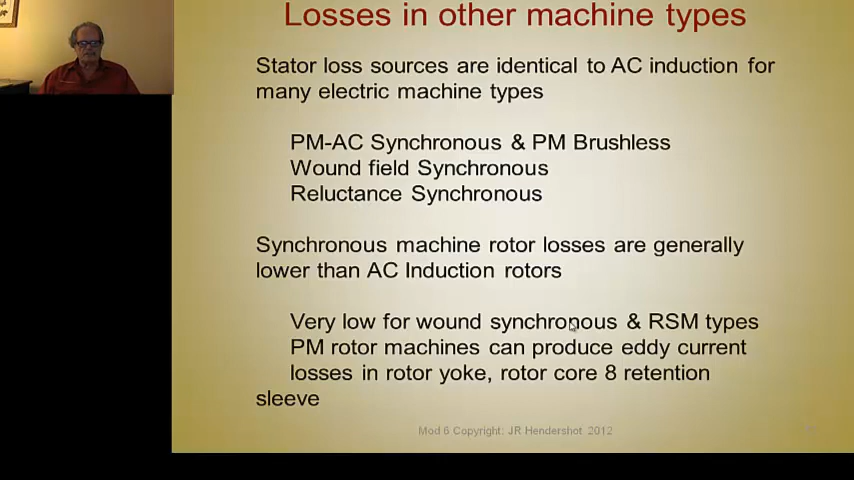 Losses in other machine types
Stator loss sources are identical to AC induction for
many electric machine types
PM-AC Synchronous & PM Brushless
Wound field Synchronous
Reluctance Synchronous
Synchronous machine rotor losses are generally
lower than AC Induction rotors
Very low for wound synchronous & RSM types
PM rotor machines can produce eddy current
losses in rotor yoke, rotor core 8 retention
sleeve
Mod 6 Copyright: JR Hendershot 2012